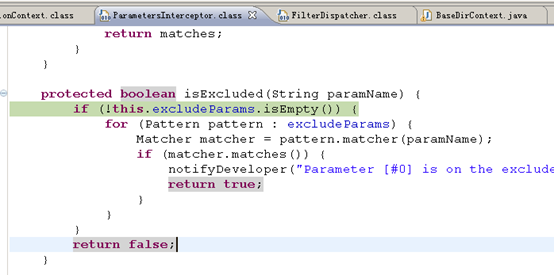 onContext.class ParametersInterceptor.class FilterDispatcher.class BaseDirContext.java
return matches;
}
}
protected boolean isExcluded(String paramName) {
if (!this.excludeParams.isEmpty()) {
for (Pattern pattern : excludeParams) {
Matcher matcher = pattern.matcher(paramName);
if (matcher.matches()) {
notifyDeveloper("Parameter [#0] is on the exclude
return true;
}
}
}
return false;
}